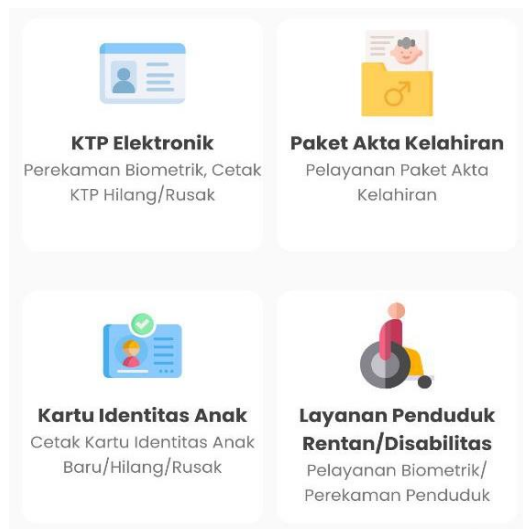 KTP Elektronik
Perekaman Biometrik, Cetak
KTP Hilang/Rusak
Paket Akta Kelahiran
Pelayanan Paket Akta
Kelahiran
Kartu Identitas Anak
Cetak Kartu Identitas Anak
Baru/Hilang/Rusak
Layanan Penduduk
Rentan/Disabilitas
Pelayanan Biometrik/
Perekaman Penduduk